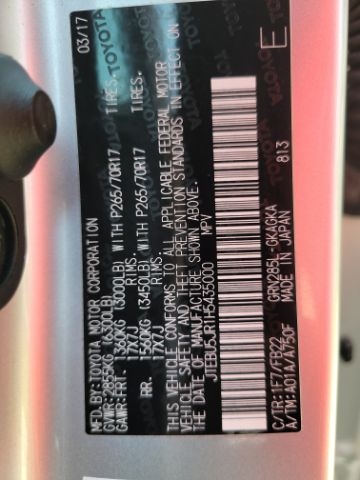 MFD. BY: TOYOTA MOTOR CORPORATION 03/17
GVWR: 2855KG (6300LB)
GAWR: FRT. 1360KG (3000LB) WITH P265/70R17 TIRES,
17X7J RIMS,
RR. 1560KG (3450LB) WITH P265/70R17 TIRES,
17X7J RIMS,
THIS VEHICLE CONFORMS TO ALL APPLICABLE FEDERAL MOTOR
VEHICLE SAFETY AND THEFT PREVENTION STANDARDS IN EFFECT ON
THE DATE OF MANUFACTURE SHOWN ABOVE.
JTEBU5JR1H5435000 MPV
E
C/TR: 1F7/FB22 GRN285L-GKAGKA 813
A/TM: A01A/A750F MADE IN JAPAN